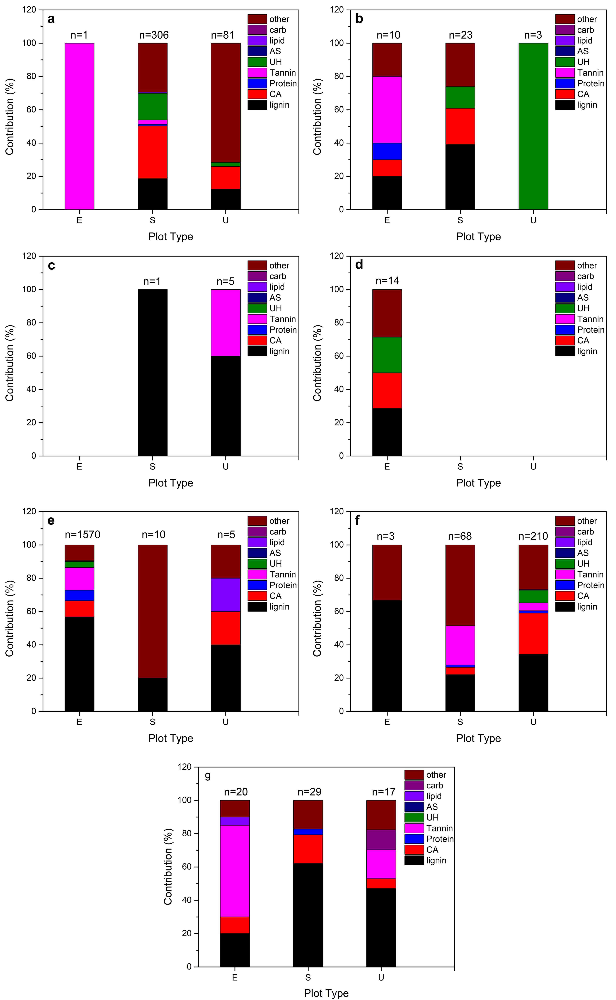 a
n=1
n=306
n=81
other
carb
lipid
AS
UH
Tannin
Protein
CA
lignin
120
100
80
60
40
20
0
Contribution (%)
E
S
U
Plot Type
b
n=10
n=23
n=3
other
carb
lipid
AS
UH
Tannin
Protein
CA
lignin
120
100
80
60
40
20
0
Contribution (%)
E
S
U
Plot Type
c
n=1
n=5
other
carb
lipid
AS
UH
Tannin
Protein
CA
lignin
120
100
80
60
40
20
0
Contribution (%)
E
S
U
Plot Type
d
n=14
other
carb
lipid
AS
UH
Tannin
Protein
CA
lignin
120
100
80
60
40
20
0
Contribution (%)
E
S
U
Plot Type
e
n=1570
n=10
n=5
other
carb
lipid
AS
UH
Tannin
Protein
CA
lignin
120
100
80
60
40
20
0
Contribution (%)
E
S
U
Plot Type
f
n=3
n=68
n=210
other
carb
lipid
AS
UH
Tannin
Protein
CA
lignin
120
100
80
60
40
20
0
Contribution (%)
E
S
U
Plot Type
g
n=20
n=29
n=17
other
carb
lipid
AS
UH
Tannin
Protein
CA
lignin
120
100
80
60
40
20
0
Contribution (%)
E
S
U
Plot Type